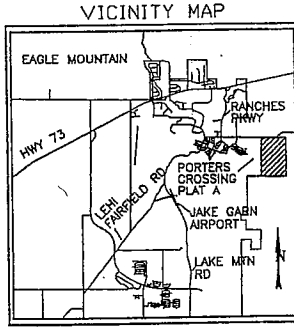 VICINITY MAP
EAGLE MOUNTAIN
HWY 73
RANCHES
PKWY
LEHI
FAIRFIELD RD
PORTERS
CROSSING
PLAT A
JAKE GARN
AIRPORT
LAKE MTN
RD
N